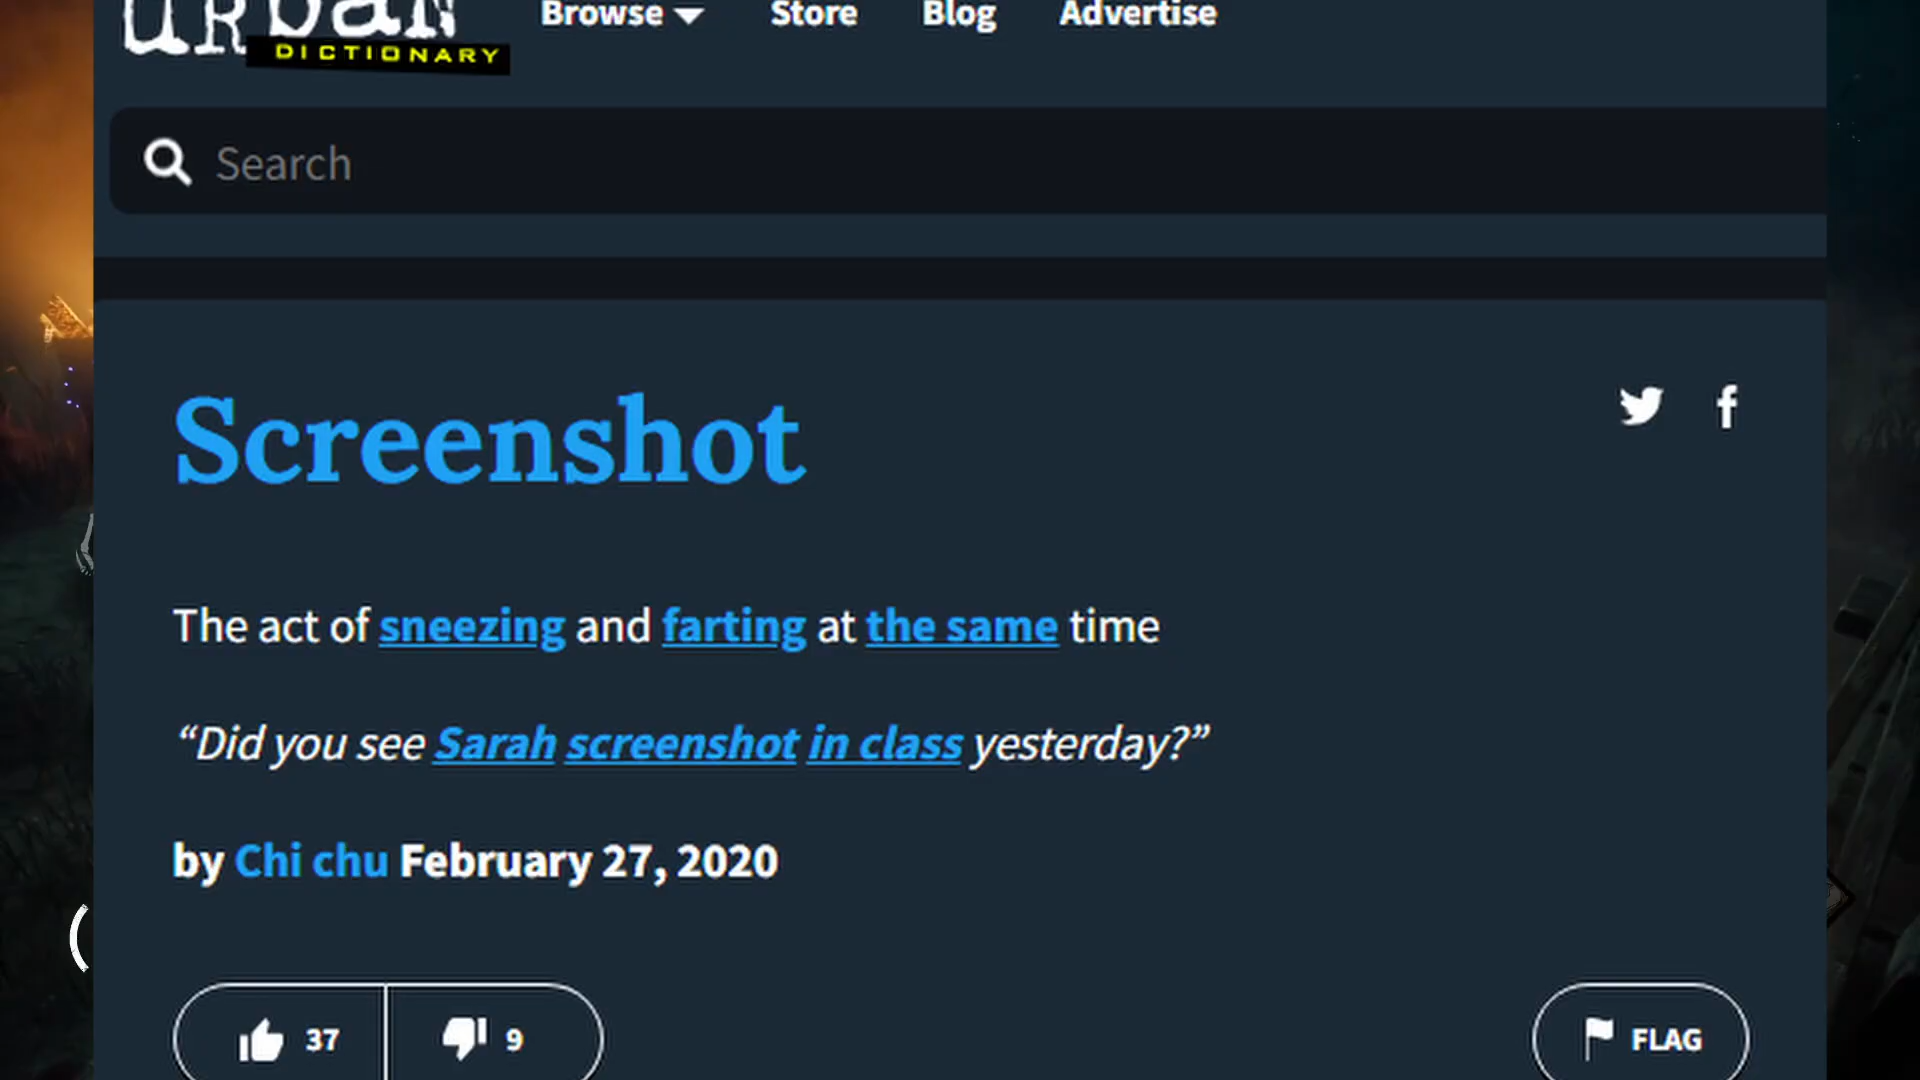 urban Browse Store Blog Advertise
DICTIONARY
Search
Screenshot
The act of sneezing and farting at the same time
“Did you see Sarah screenshot in class yesterday?”
by Chi chu February 27, 2020
37 9 FLAG